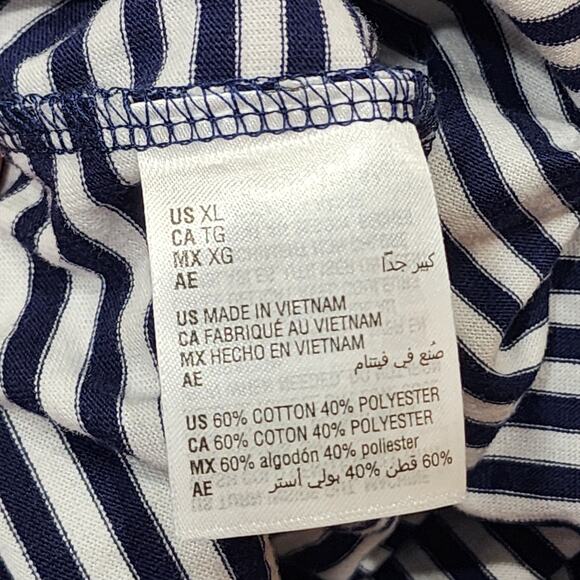 US XL
CA TG
MX XG
AE كبير جدًا
US MADE IN VIETNAM
CA FABRIQUÉ AU VIETNAM
MX HECHO EN VIETNAM
AE صُنع في فيتنام
US 60% COTTON 40% POLYESTER
CA 60% COTON 40% POLYESTER
MX 60% algodón 40% poliester
AE 60% قطن 40% بولي أستر